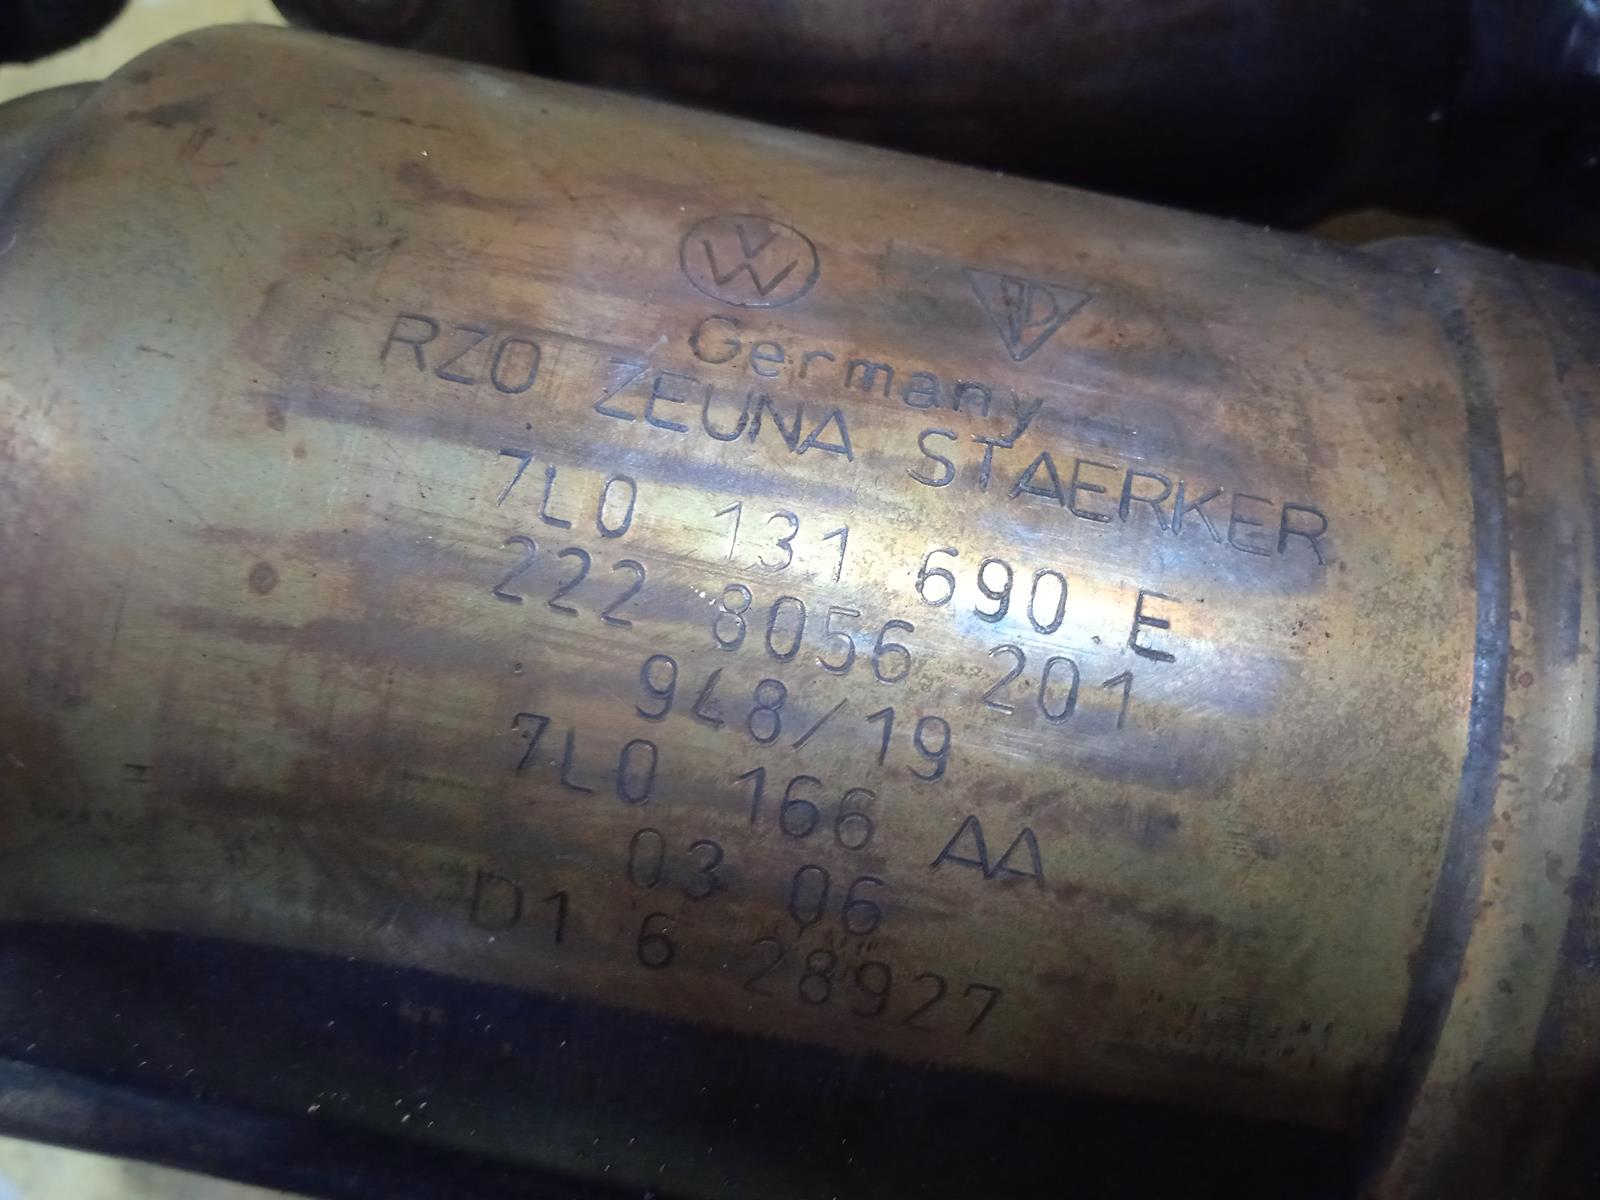 VW
Germany
RZO ZEUNA STAERKER
7L0 131 690 E
222 8056 201
948/19
7L0 166 AA
03 06
D1 6 28927